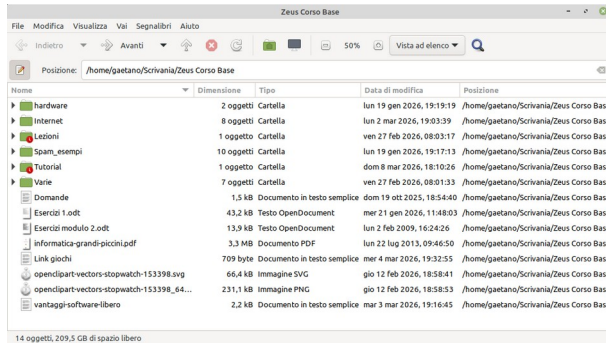 Zeus Corso Base
File Modifica Visualizza Vai Segnalibri Aiuto
Indietro Avanti 50% Vista ad elenco
Posizione: /home/gaetano/Scrivania/Zeus Corso Base
Nome Dimensione Tipo Data di modifica Posizione
hardware 2 oggetti Cartella lun 19 gen 2026, 19:19:19 /home/gaetano/Scrivania/Zeus Corso Bas
Internet 8 oggetti Cartella lun 2 mar 2026, 19:03:39 /home/gaetano/Scrivania/Zeus Corso Bas
Lezioni 1 oggetto Cartella ven 27 feb 2026, 08:03:17 /home/gaetano/Scrivania/Zeus Corso Bas
Spam_esempi 10 oggetti Cartella lun 19 gen 2026, 19:17:13 /home/gaetano/Scrivania/Zeus Corso Bas
Tutorial 1 oggetto Cartella dom 8 mar 2026, 18:10:26 /home/gaetano/Scrivania/Zeus Corso Bas
Varie 7 oggetti Cartella ven 27 feb 2026, 08:01:33 /home/gaetano/Scrivania/Zeus Corso Bas
Domande 1,5 kB Documento in testo semplice dom 19 ott 2025, 18:54:40 /home/gaetano/Scrivania/Zeus Corso Bas
Esercizi 1.odt 43,2 kB Testo OpenDocument mer 21 gen 2026, 11:48:03 /home/gaetano/Scrivania/Zeus Corso Bas
Esercizi modulo 2.odt 13,9 kB Testo OpenDocument lun 2 feb 2009, 16:24:26 /home/gaetano/Scrivania/Zeus Corso Bas
informatica-grandi-piccini.pdf 3,3 MB Documento PDF lun 22 lug 2013, 09:46:50 /home/gaetano/Scrivania/Zeus Corso Bas
Link giochi 709 byte Documento in testo semplice mer 4 mar 2026, 19:32:55 /home/gaetano/Scrivania/Zeus Corso Bas
openclipart-vectors-stopwatch-153398.svg 66,4 kB Immagine SVG gio 12 feb 2026, 18:58:41 /home/gaetano/Scrivania/Zeus Corso Bas
openclipart-vectors-stopwatch-153398_64... 231,1 kB Immagine PNG gio 12 feb 2026, 18:58:53 /home/gaetano/Scrivania/Zeus Corso Bas
vantaggi-software-libero 2,2 kB Documento in testo semplice mar 3 mar 2026, 19:16:45 /home/gaetano/Scrivania/Zeus Corso Bas
14 oggetti, 209,5 GB di spazio libero